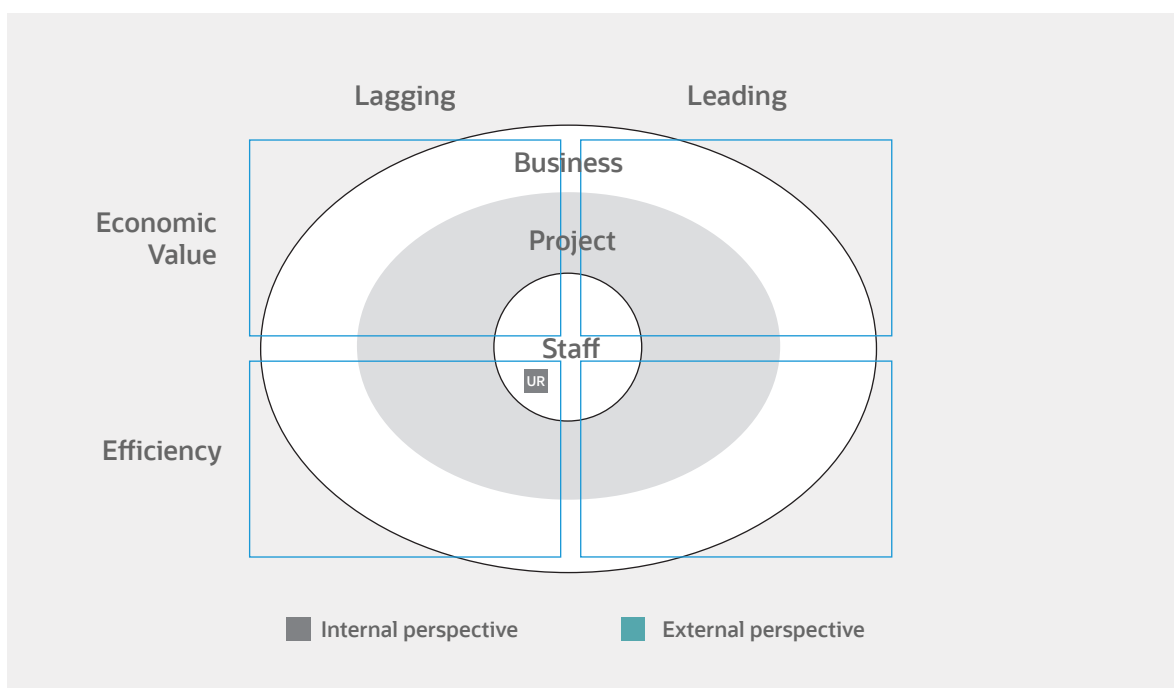 Lagging
Leading
Business
Economic
Value
Project
Staff
UR
Efficiency
Internal perspective
External perspective